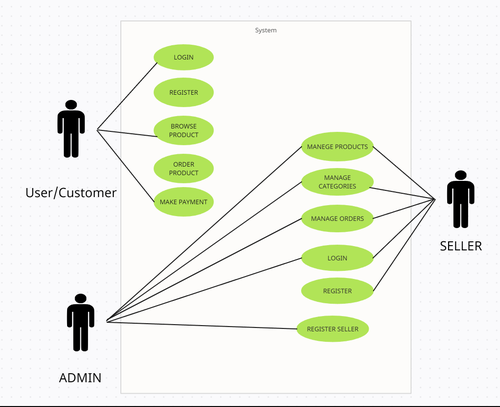 System
LOGIN
REGISTER
BROWSE
PRODUCT
ORDER
PRODUCT
MAKE PAYMENT
User/Customer
MANEGE PRODUCTS
MANAGE
CATEGORIES
MANAGE ORDERS
LOGIN
REGISTER
REGISTER SELLER
SELLER
ADMIN